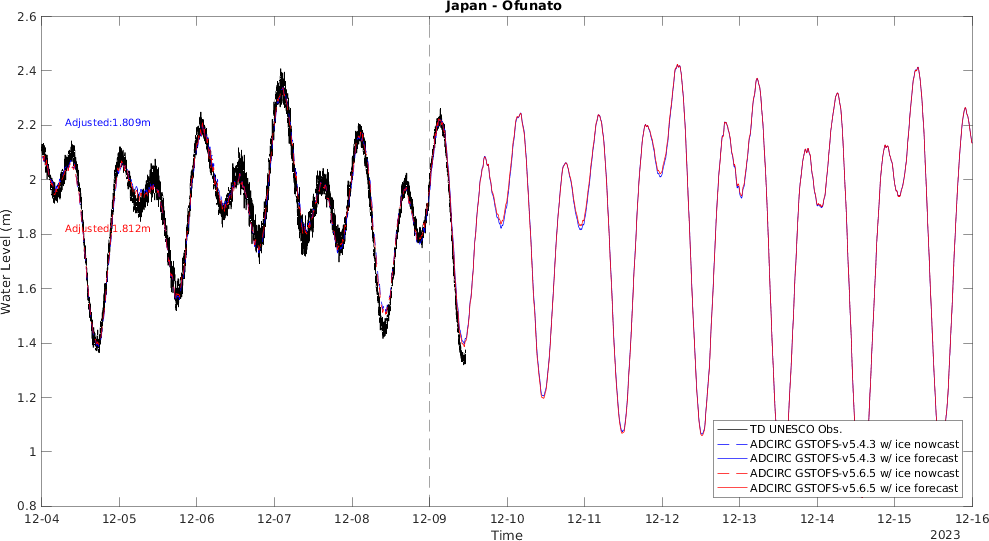 Japan - Ofunato
2.6
2.4
2.2
2
1.8
1.6
1.4
1.2
1
0.8
Water Level (m)
Adjusted:1.809m
Adjusted:1.812m
TD UNESCO Obs.
ADCIRC GSTOFS-v5.4.3 w/ ice nowcast
ADCIRC GSTOFS-v5.4.3 w/ ice forecast
ADCIRC GSTOFS-v5.6.5 w/ ice nowcast
ADCIRC GSTOFS-v5.6.5 w/ ice forecast
12-04 12-05 12-06 12-07 12-08 12-09 12-10 12-11 12-12 12-13 12-14 12-15 12-16
Time
2023